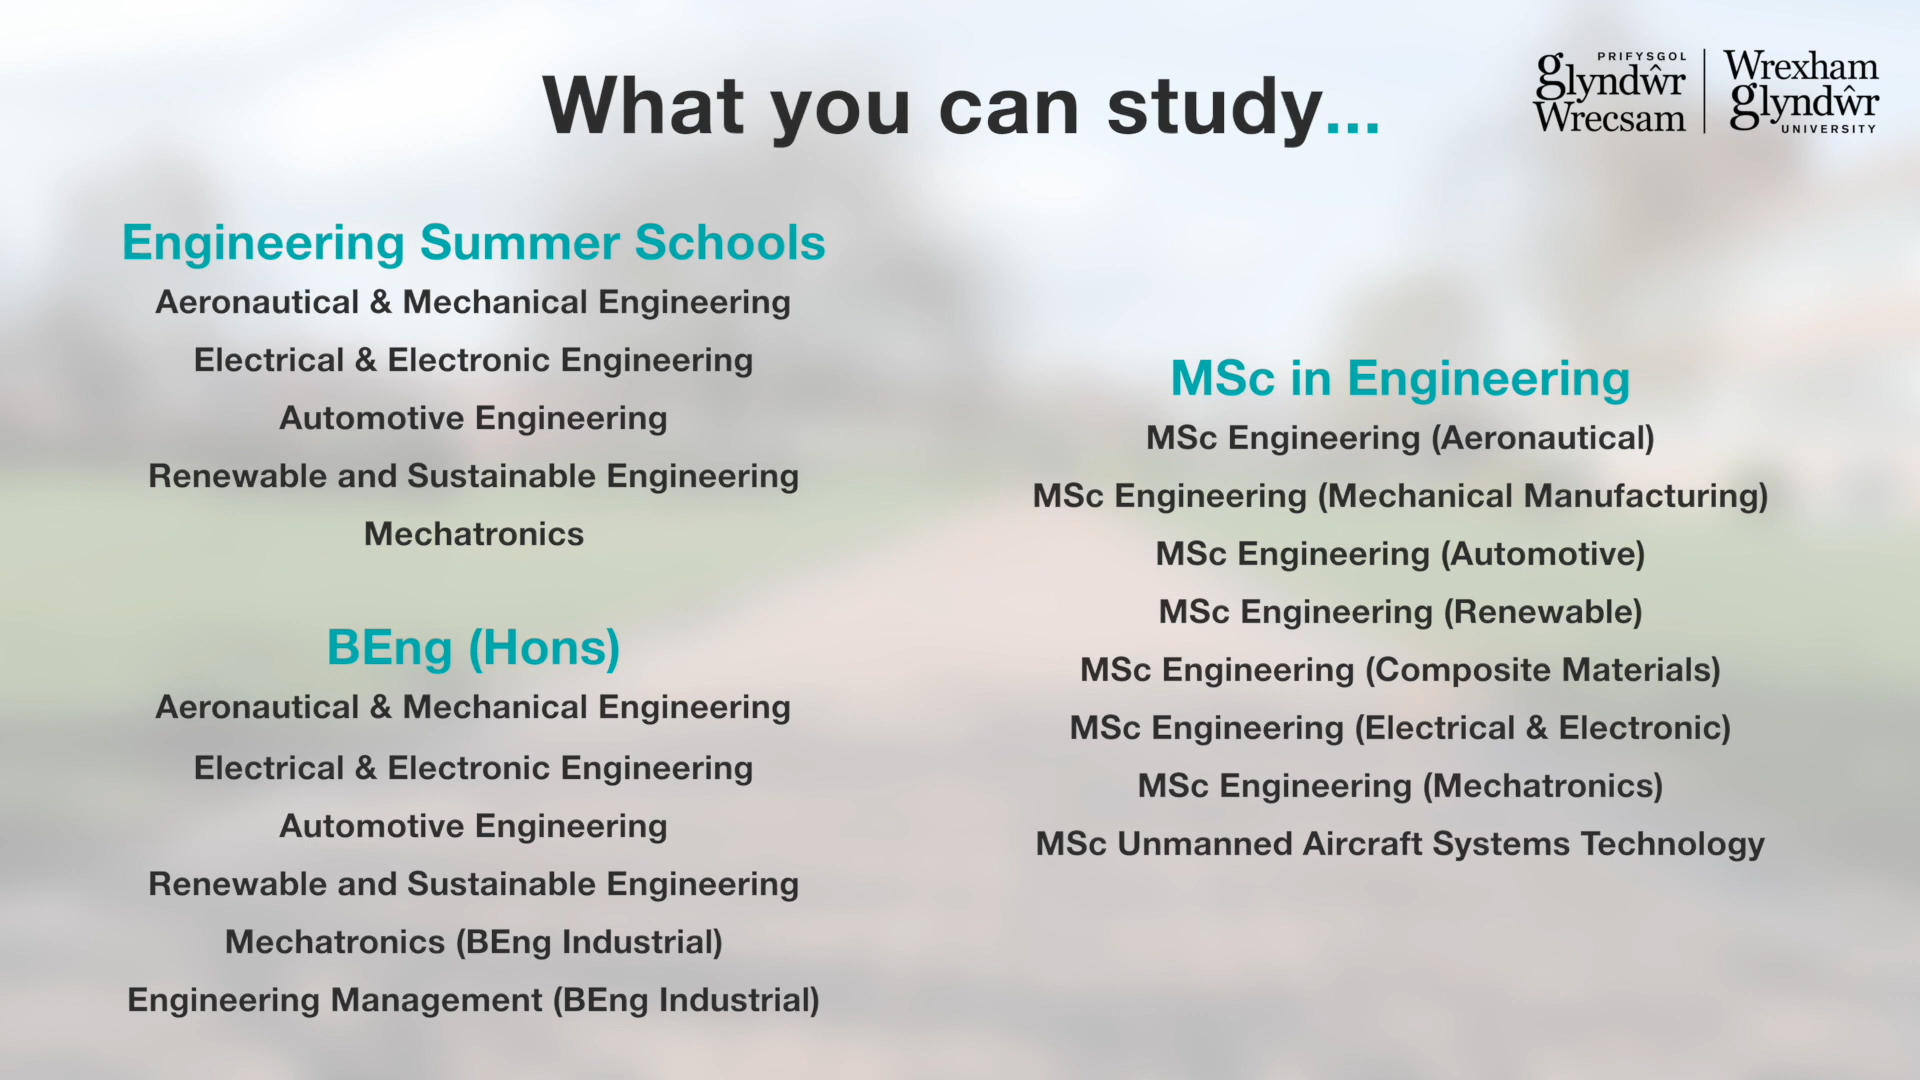 What you can study...
PRIFYSGOL
glyndŵr
Wrecsam
Wrexham
glyndŵr
UNIVERSITY
Engineering Summer Schools
Aeronautical & Mechanical Engineering
Electrical & Electronic Engineering
Automotive Engineering
Renewable and Sustainable Engineering
Mechatronics
BEng (Hons)
Aeronautical & Mechanical Engineering
Electrical & Electronic Engineering
Automotive Engineering
Renewable and Sustainable Engineering
Mechatronics (BEng Industrial)
Engineering Management (BEng Industrial)
MSc in Engineering
MSc Engineering (Aeronautical)
MSc Engineering (Mechanical Manufacturing)
MSc Engineering (Automotive)
MSc Engineering (Renewable)
MSc Engineering (Composite Materials)
MSc Engineering (Electrical & Electronic)
MSc Engineering (Mechatronics)
MSc Unmanned Aircraft Systems Technology